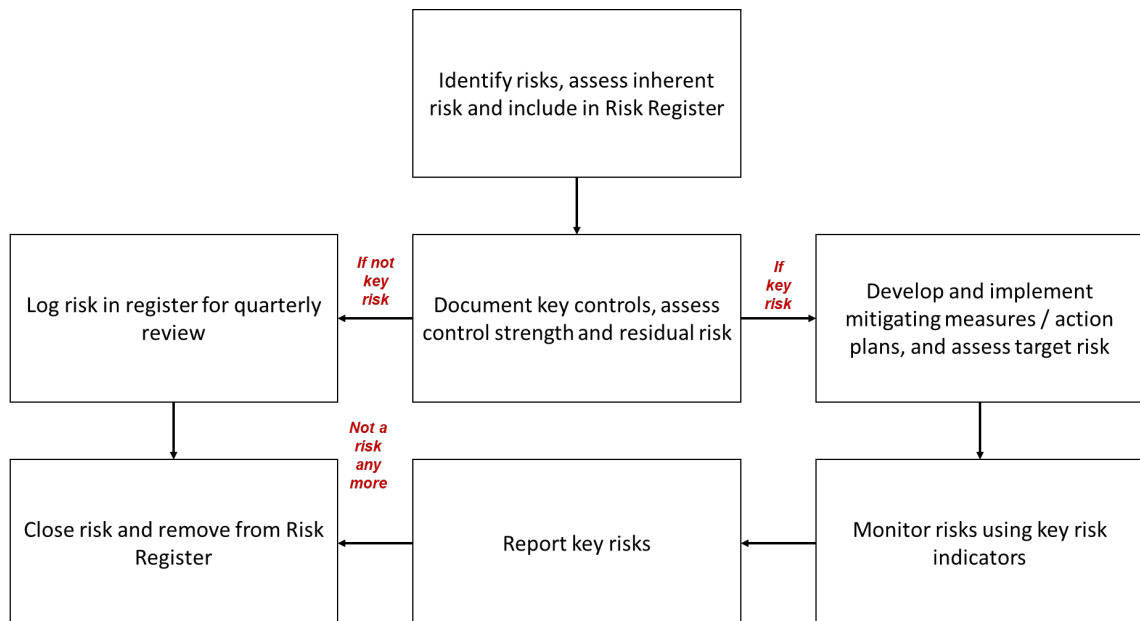 Identify risks, assess inherent
risk and include in Risk Register
Log risk in register for quarterly
review
If not
key
risk
Document key controls, assess
control strength and residual risk
If
key
risk
Develop and implement
mitigating measures / action
plans, and assess target risk
Close risk and remove from Risk
Register
Not a
risk
any
more
Report key risks
Monitor risks using key risk
indicators